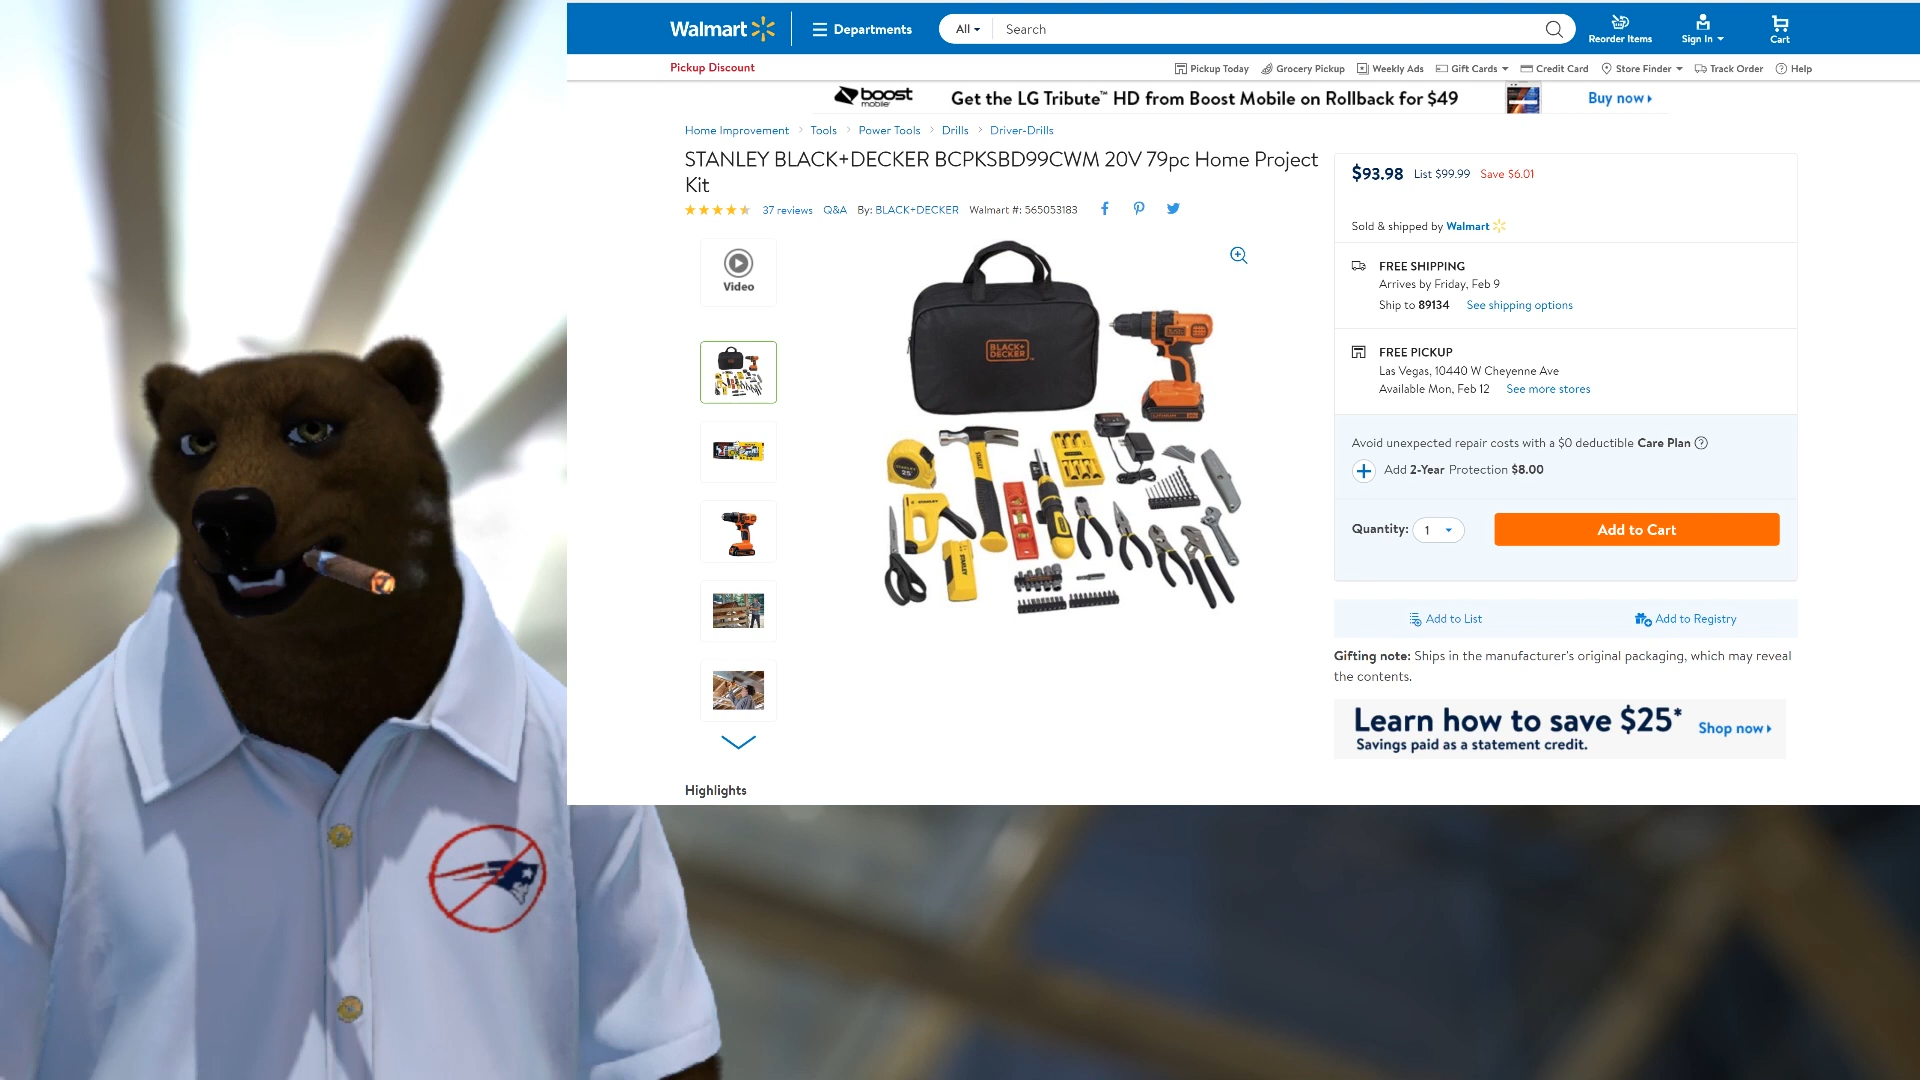 Walmart
Departments
All
Search
Reorder Items
Sign In
Cart
Pickup Discount
Pickup Today
Grocery Pickup
Weekly Ads
Gift Cards
Credit Card
Store Finder
Track Order
Help
boost
mobile
Get the LG Tribute™ HD from Boost Mobile on Rollback for $49
Buy now
Home Improvement > Tools > Power Tools > Drills > Driver-Drills
STANLEY BLACK+DECKER BCPKSBD99CWM 20V 79pc Home Project
Kit
37 reviews Q&A By: BLACK+DECKER Walmart #: 565053183
Video
BLACK+
DECKER
STANLEY
25'
STANLEY
STANLEY
STANLEY
$93.98 List $99.99 Save $6.01
Sold & shipped by Walmart
FREE SHIPPING
Arrives by Friday, Feb 9
Ship to 89134 See shipping options
FREE PICKUP
Las Vegas, 10440 W Cheyenne Ave
Available Mon, Feb 12 See more stores
Avoid unexpected repair costs with a $0 deductible Care Plan
Add 2-Year Protection $8.00
Quantity: 1
Add to Cart
Add to List
Add to Registry
Gifting note: Ships in the manufacturer's original packaging, which may reveal
the contents.
Learn how to save $25*
Savings paid as a statement credit.
Shop now
Highlights